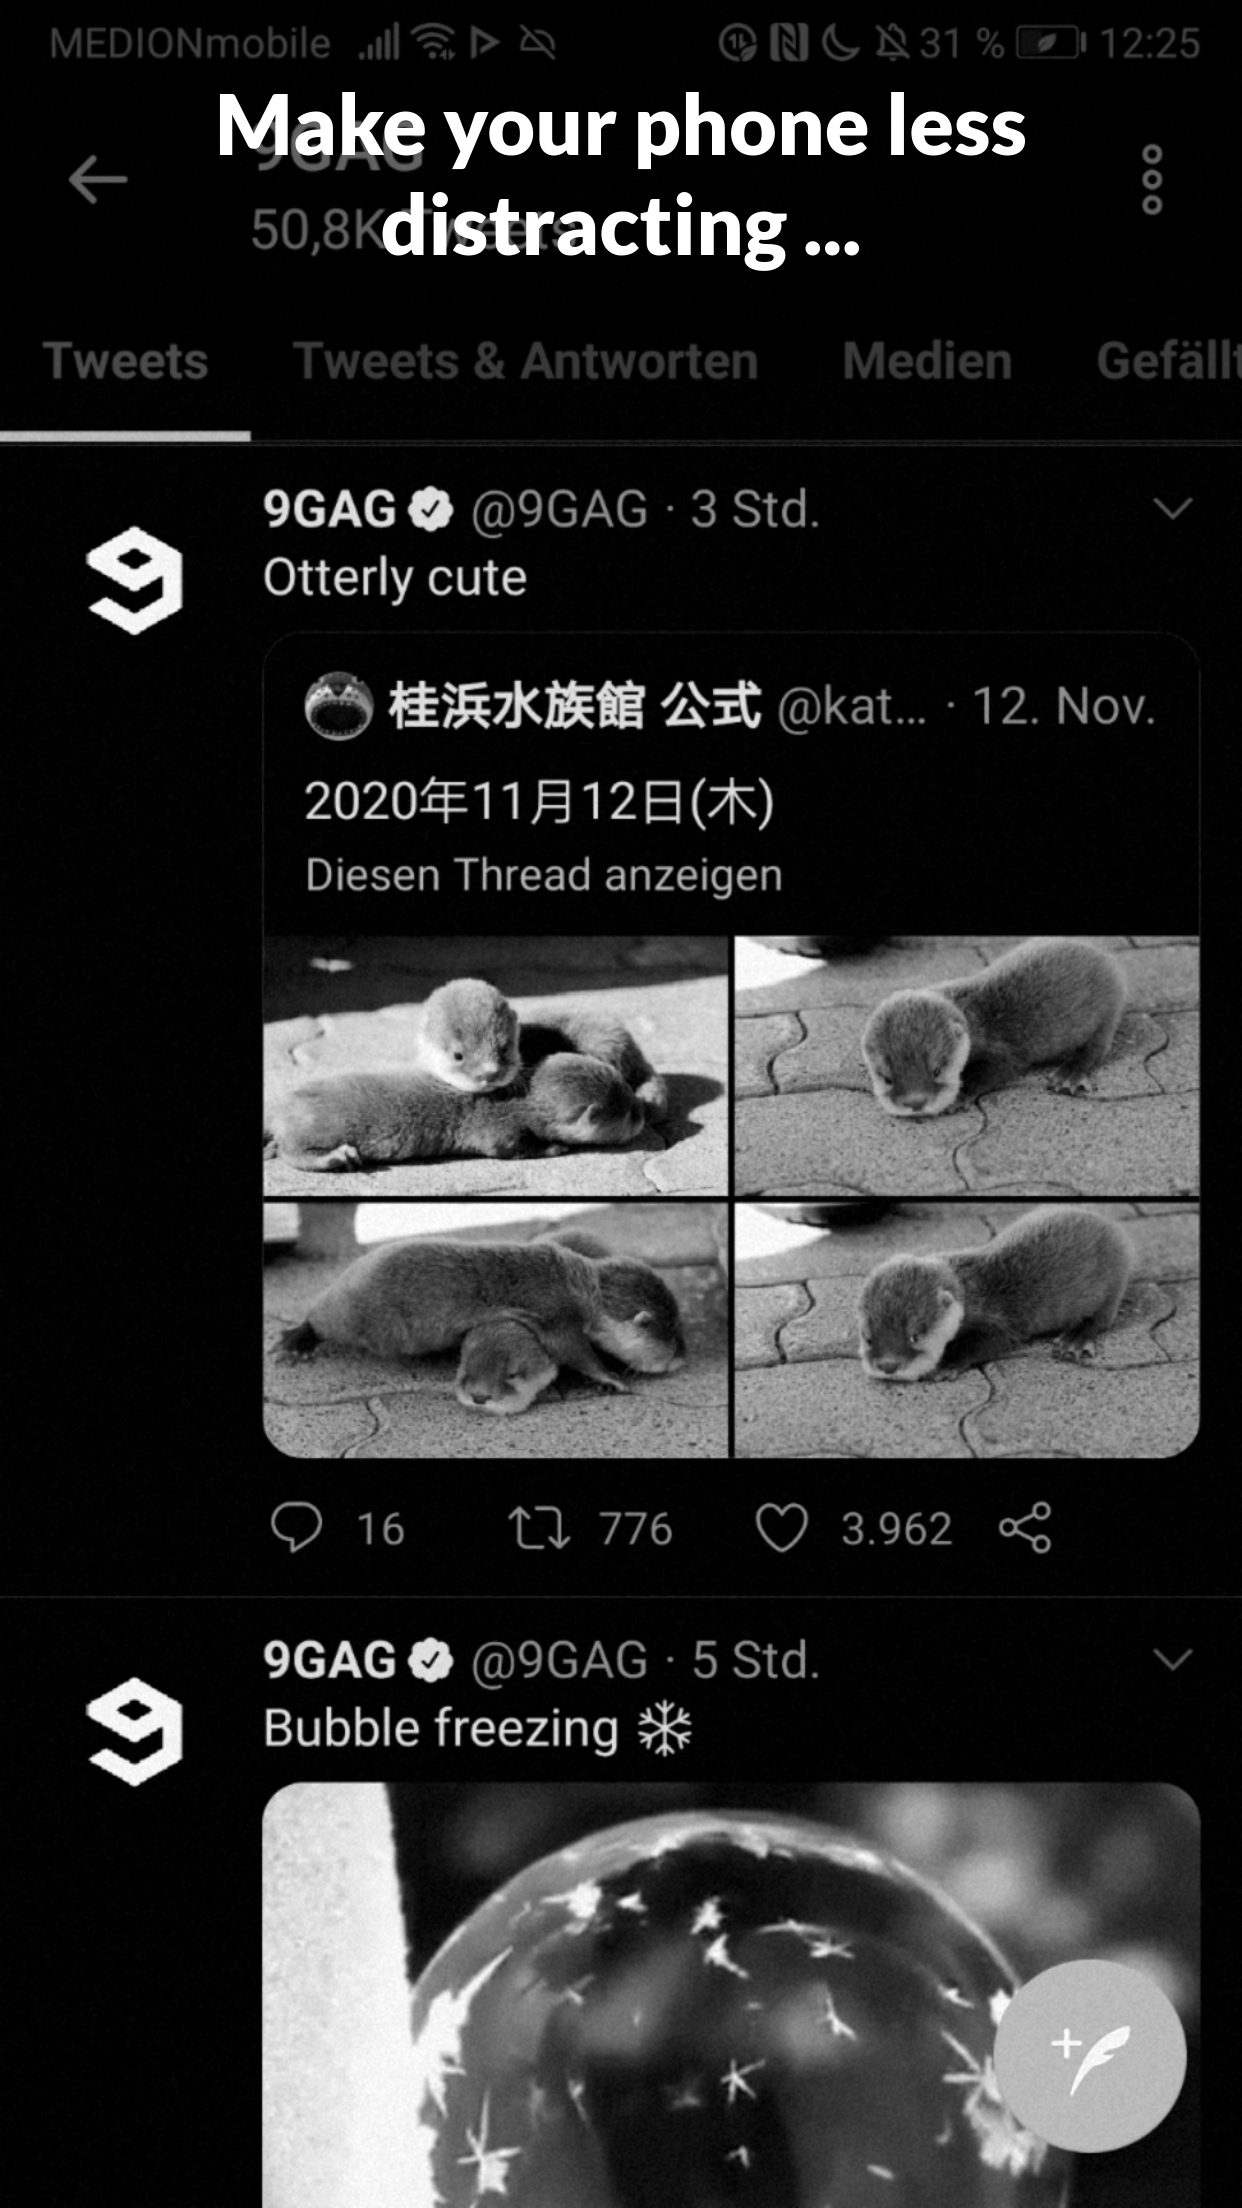 MEDIONmobile 31 % 12:25
Make your phone less
distracting ...
9GAG
50,8K Tweets
Tweets Tweets & Antworten Medien Gefällt
9GAG @9GAG · 3 Std.
Otterly cute
桂浜水族館 公式 @kat... · 12. Nov.
2020年11月12日(木)
Diesen Thread anzeigen
16 776 3.962
9GAG @9GAG · 5 Std.
Bubble freezing ❄